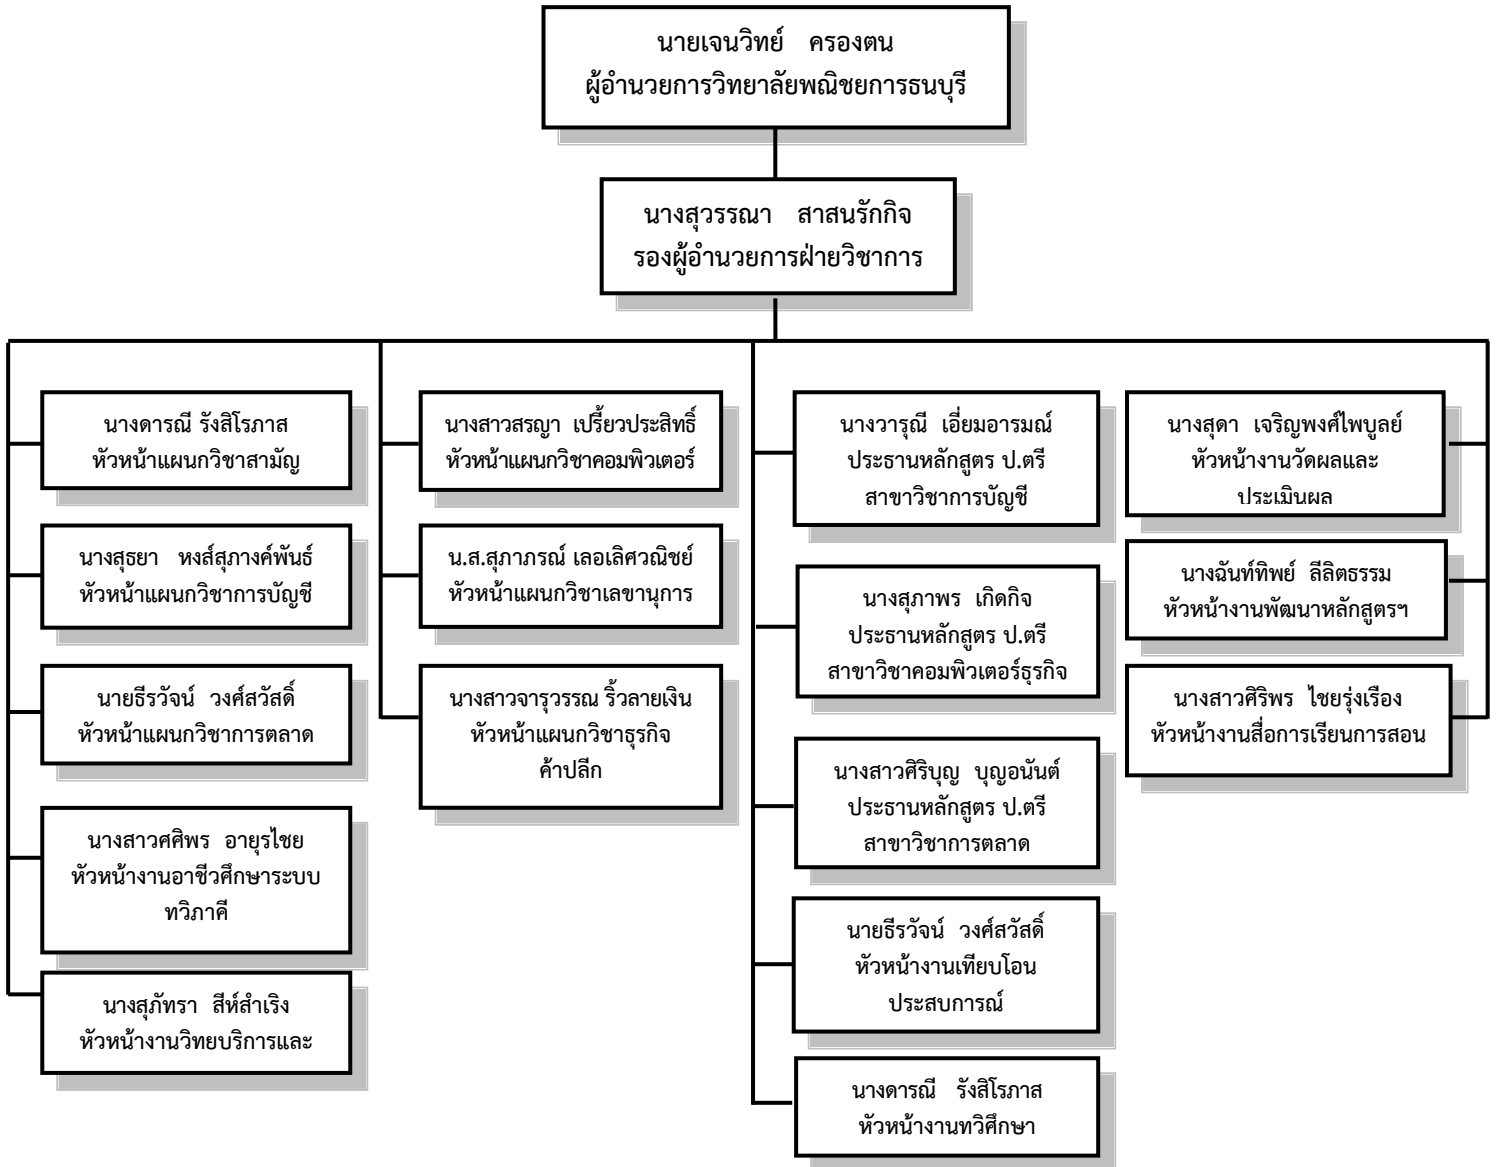 นายเจนวิทย์ ครองตน
ผู้อำนวยการวิทยาลัยพณิชยการธนบุรี
นางสุวรรณา สาสนรักกิจ
รองผู้อำนวยการฝ่ายวิชาการ
นางดารณี รังสิโรภาส
หัวหน้าแผนกวิชาสามัญ
นางสุธยา หงส์สุภางค์พันธ์
หัวหน้าแผนกวิชาการบัญชี
นายธีรวัจน์ วงศ์สวัสดิ์
หัวหน้าแผนกวิชาการตลาด
นางสาวศศิพร อายุรไชย
หัวหน้างานอาชีวศึกษาระบบ
ทวิภาคี
นางสุภัทรา สีห์สำเริง
หัวหน้างานวิทยบริการและ
นางสาวสรญา เปรี้ยวประสิทธิ์
หัวหน้าแผนกวิชาคอมพิวเตอร์
น.ส.สุภาภรณ์ เลอเลิศวณิชย์
หัวหน้าแผนกวิชาเลขานุการ
นางสาวจารุวรรณ ริ้วลายเงิน
หัวหน้าแผนกวิชาธุรกิจ
ค้าปลีก
นางวารุณี เอี่ยมอารมณ์
ประธานหลักสูตร ป.ตรี
สาขาวิชาการบัญชี
นางสุภาพร เกิดกิจ
ประธานหลักสูตร ป.ตรี
สาขาวิชาคอมพิวเตอร์ธุรกิจ
นางสาวศิริบุญ บุญอนันต์
ประธานหลักสูตร ป.ตรี
สาขาวิชาการตลาด
นายธีรวัจน์ วงศ์สวัสดิ์
หัวหน้างานเทียบโอน
ประสบการณ์
นางดารณี รังสิโรภาส
หัวหน้างานทวิศึกษา
นางสุดา เจริญพงศ์ไพบูลย์
หัวหน้างานวัดผลและ
ประเมินผล
นางฉันท์ทิพย์ ลีลิตธรรม
หัวหน้างานพัฒนาหลักสูตรฯ
นางสาวศิริพร ไชยรุ่งเรือง
หัวหน้างานสื่อการเรียนการสอน